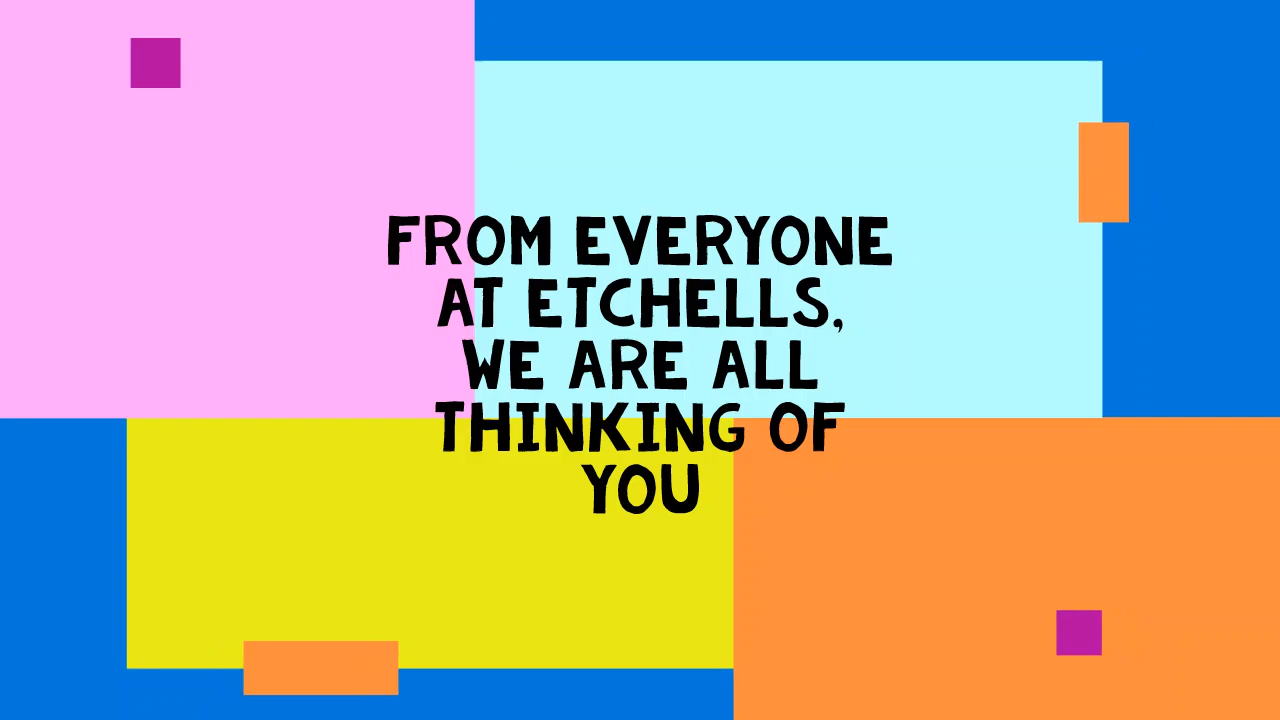 FROM EVERYONE
AT ETCHELLS,
WE ARE ALL
THINKING OF
YOU